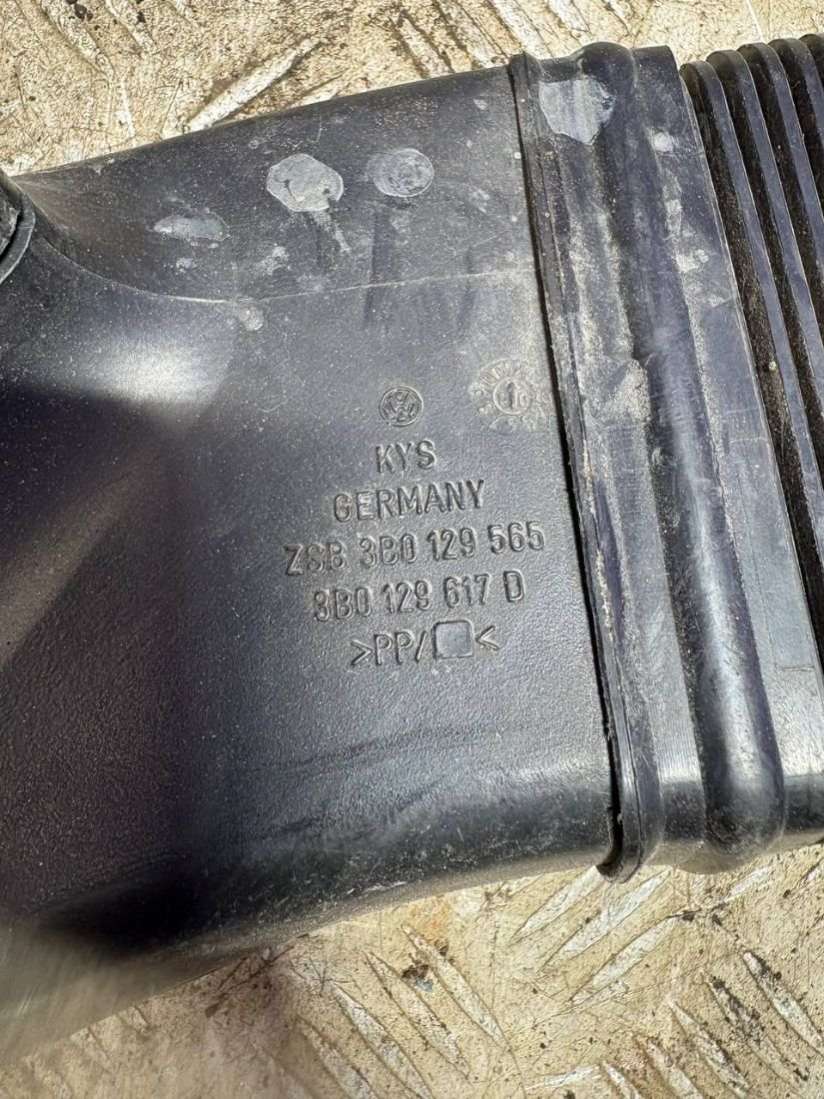 KYS
GERMANY
ZSB 3B0 129 565
3B0 129 617 D
>PP/<